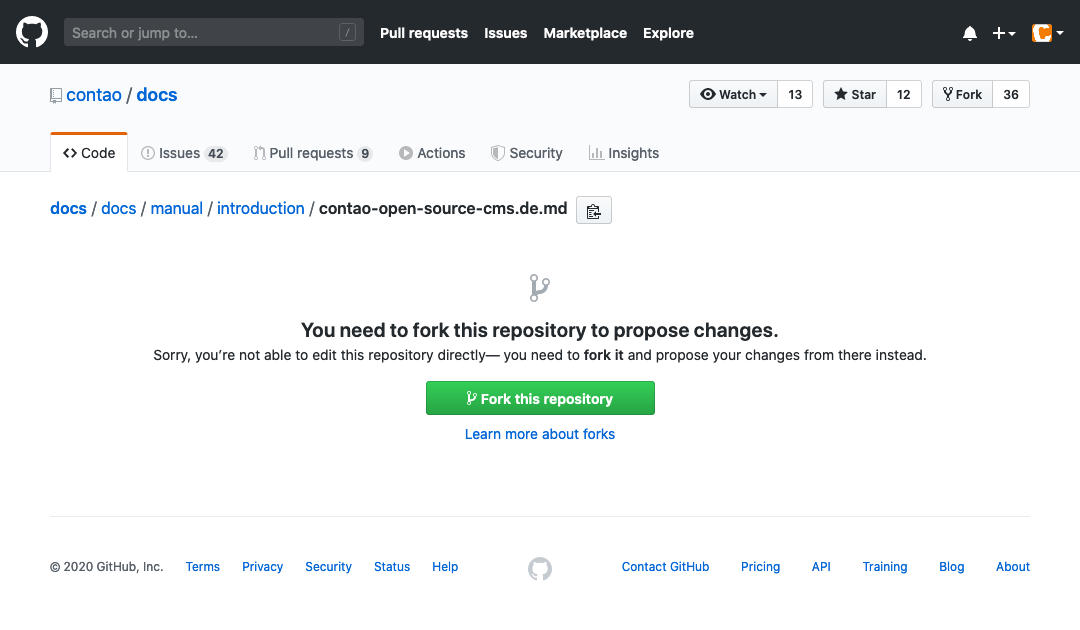 Search or jump to... / Pull requests Issues Marketplace Explore
contao / docs Watch 13 Star 12 Fork 36
Code Issues 42 Pull requests 9 Actions Security Insights
docs / docs / manual / introduction / contao-open-source-cms.de.md
You need to fork this repository to propose changes.
Sorry, you’re not able to edit this repository directly— you need to fork it and propose your changes from there instead.
Fork this repository
Learn more about forks
© 2020 GitHub, Inc. Terms Privacy Security Status Help Contact GitHub Pricing API Training Blog About